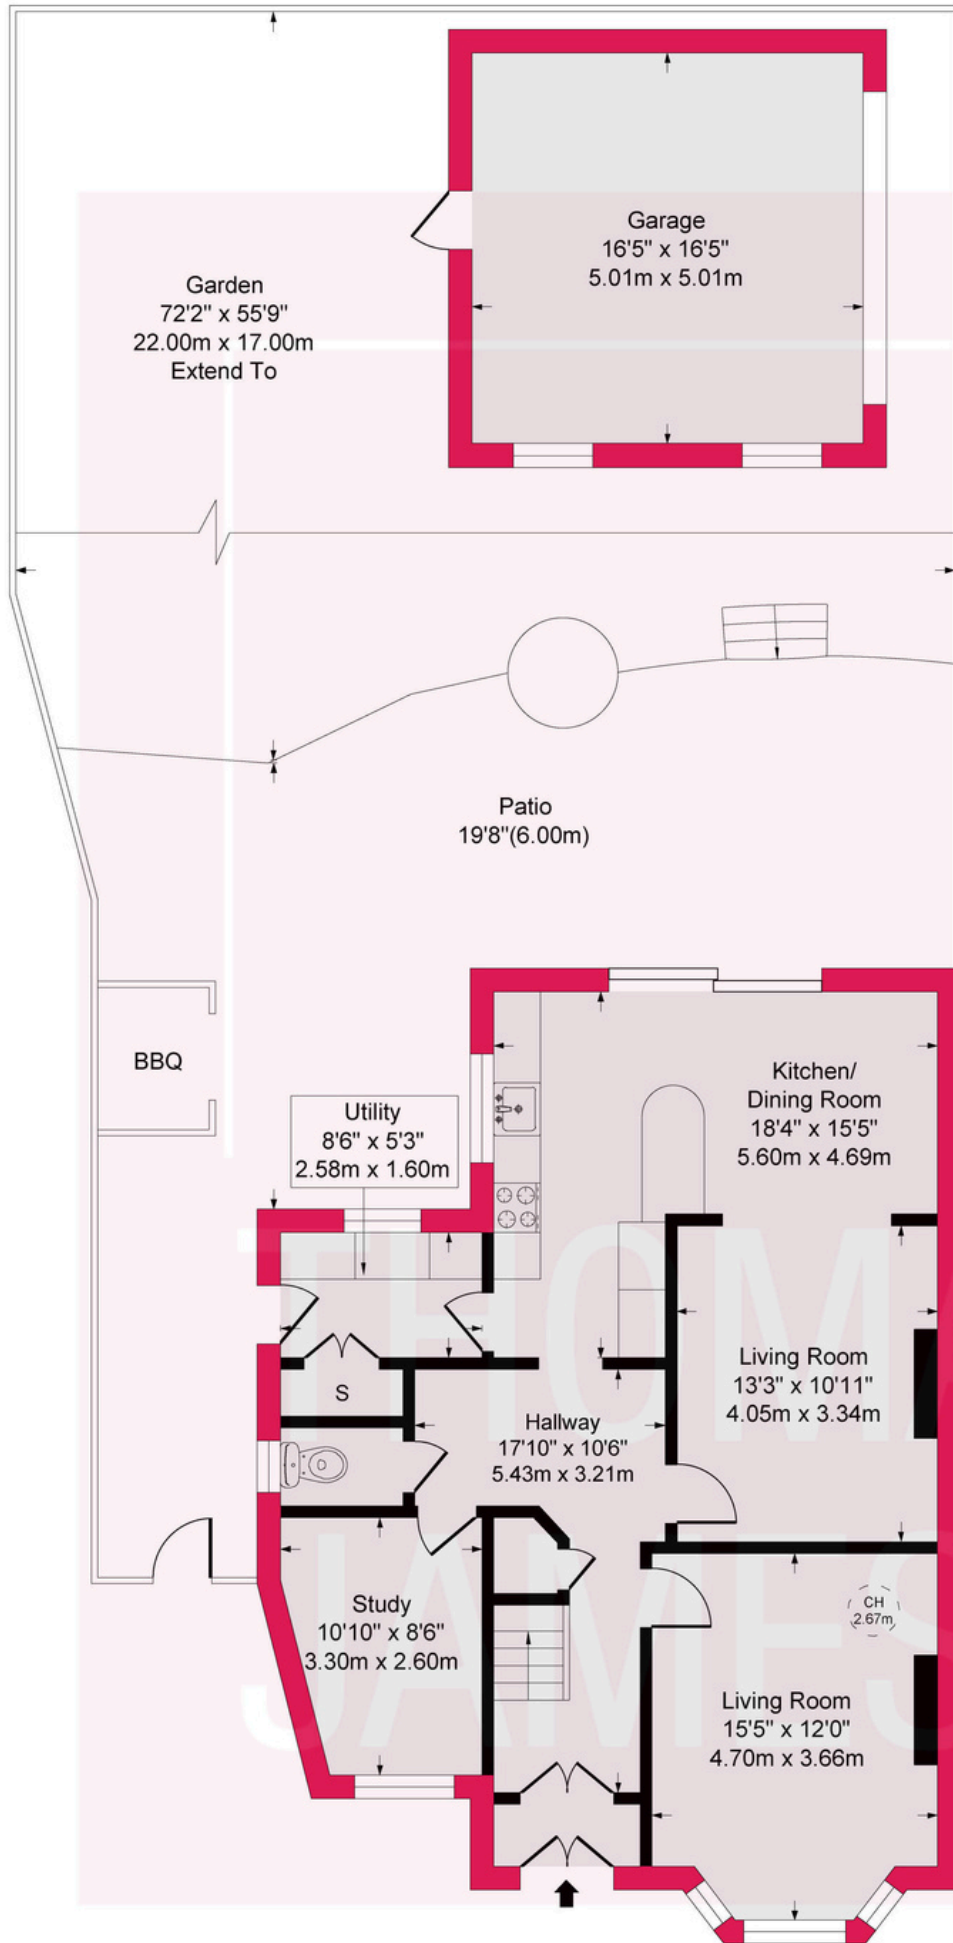 Garage
16'5" x 16'5"
5.01m x 5.01m
Garden
72'2" x 55'9"
22.00m x 17.00m
Extend To
Patio
19'8"(6.00m)
BBQ
Kitchen/
Dining Room
18'4" x 15'5"
5.60m x 4.69m
Utility
8'6" x 5'3"
2.58m x 1.60m
THOMA
Living Room
13'3" x 10'11"
4.05m x 3.34m
S
Hallway
17'10" x 10'6"
5.43m x 3.21m
JAMES
Study
10'10" x 8'6"
3.30m x 2.60m
CH
2.67m
Living Room
15'5" x 12'0"
4.70m x 3.66m